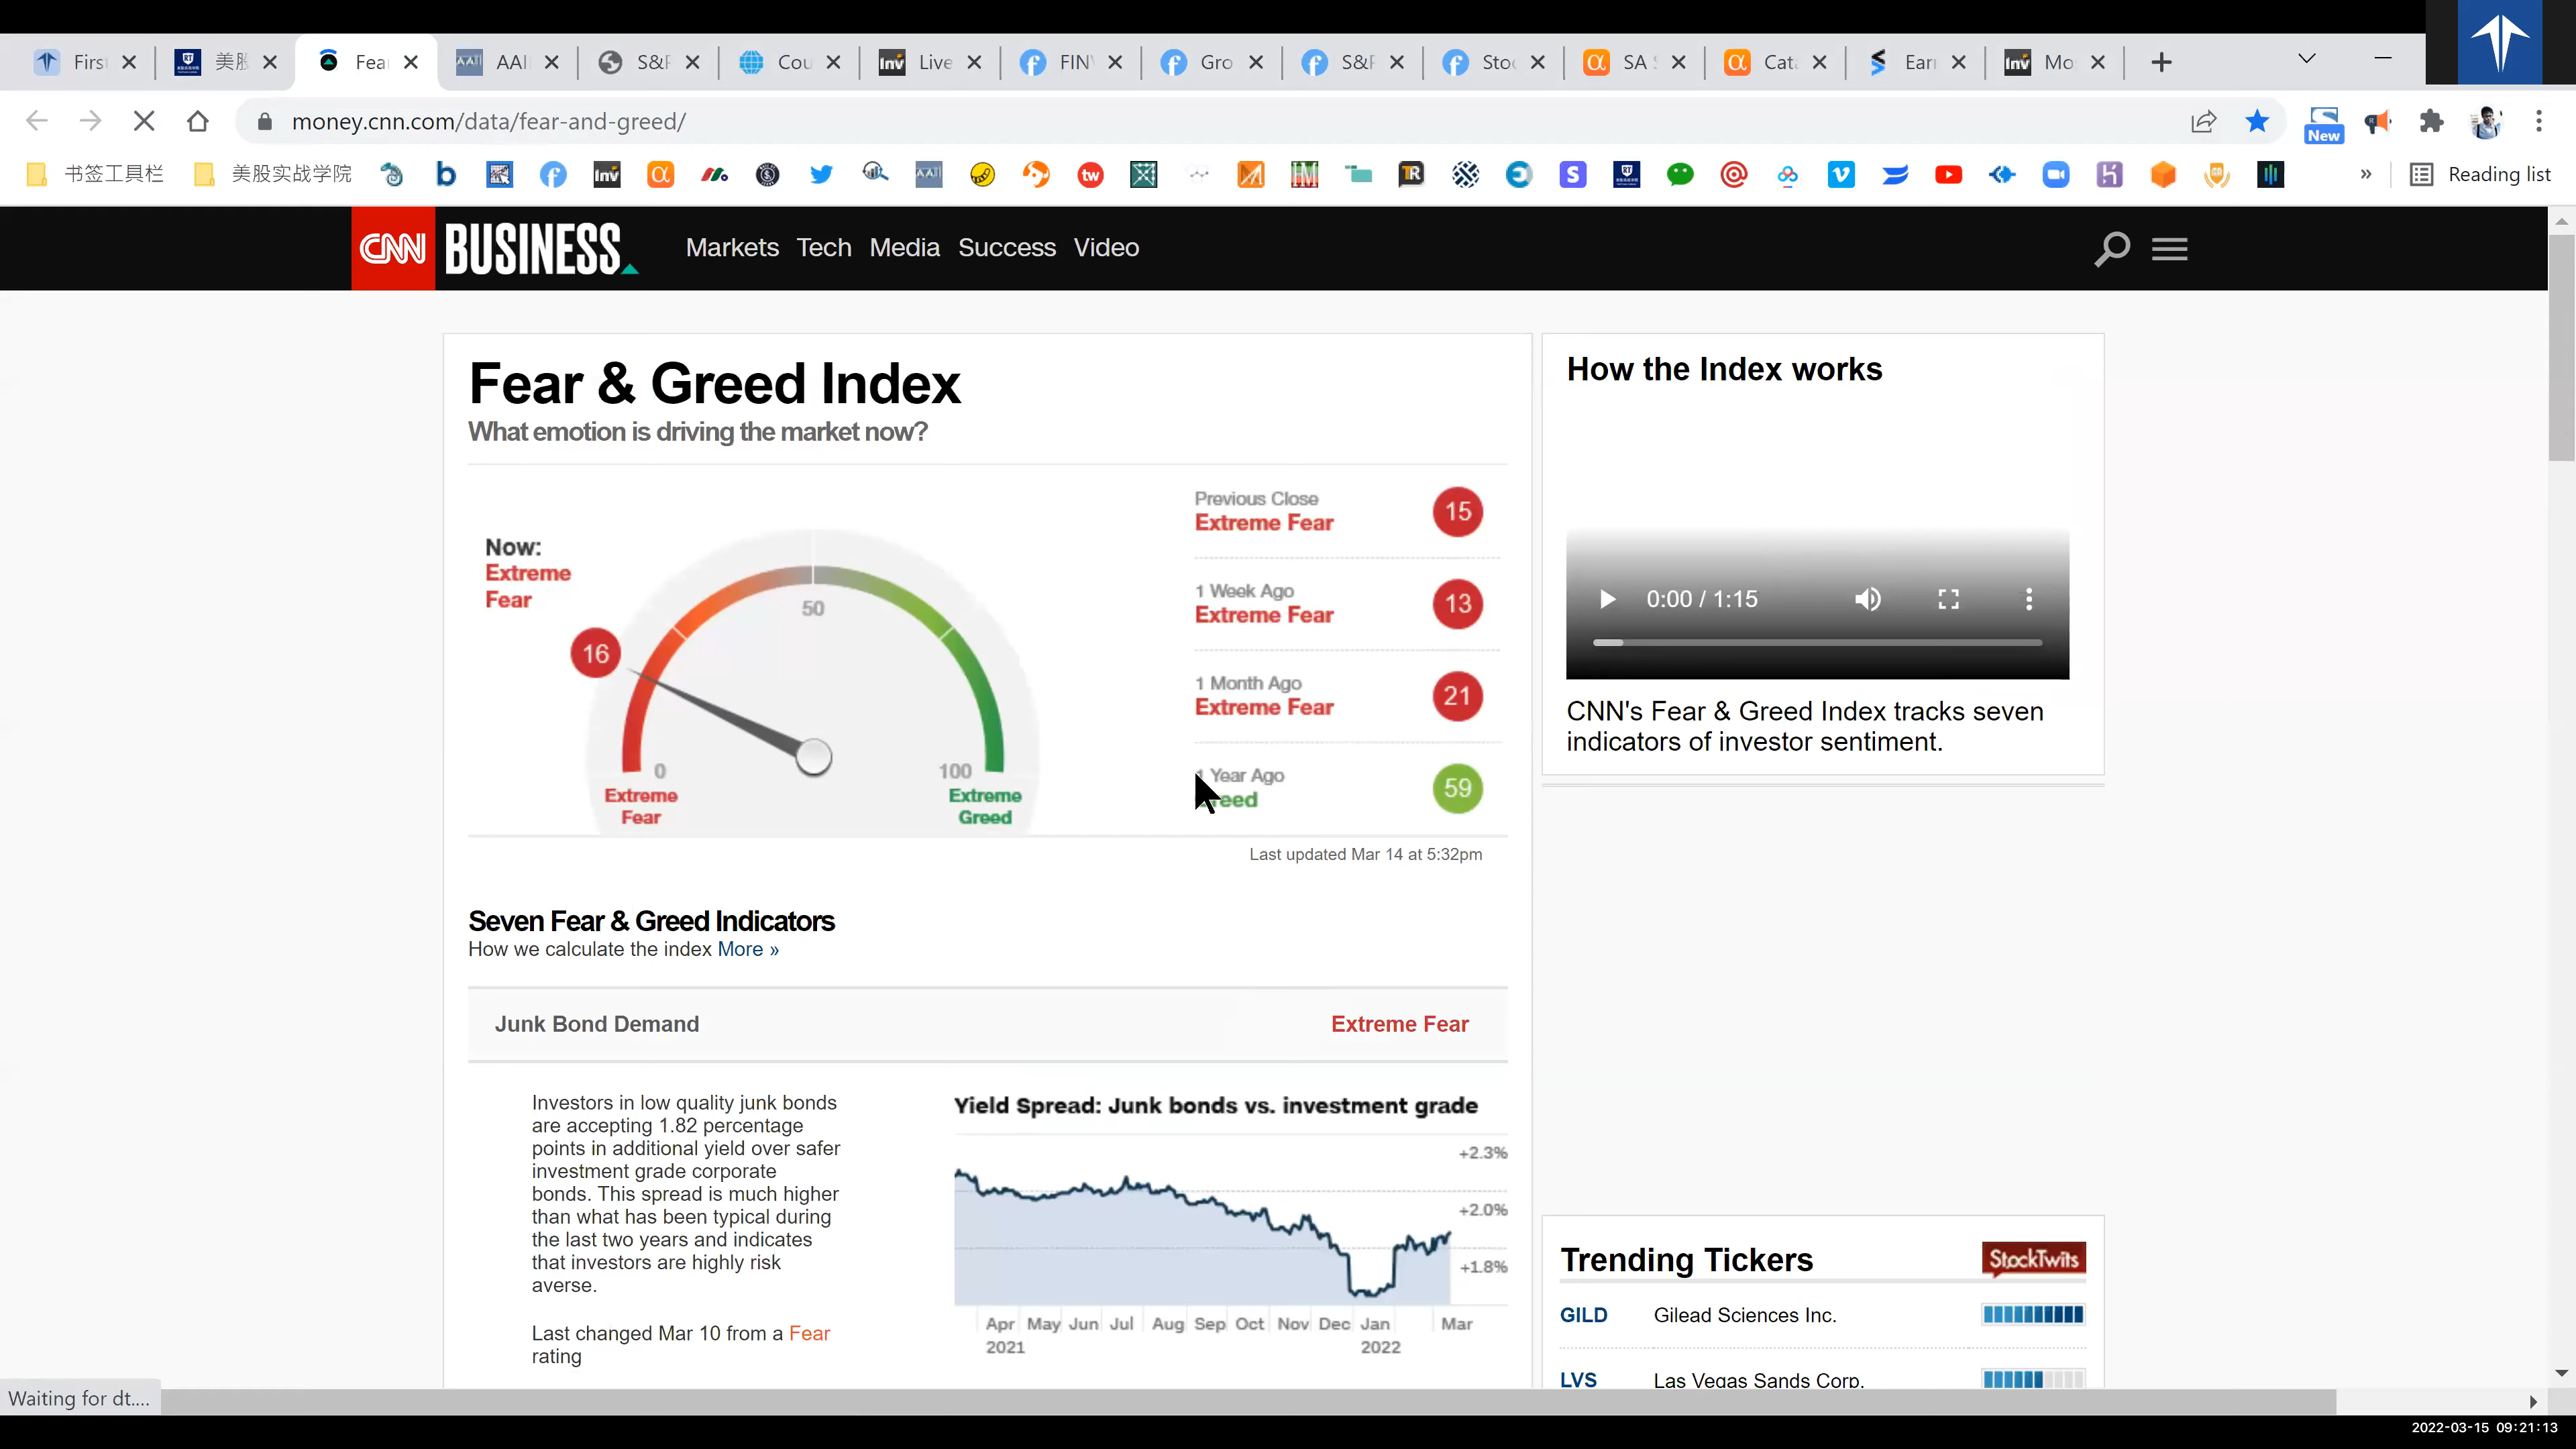 Firs
美股
Fear
AAI
S&P
Cou
Live
FIN
Gro
S&P
Sto
SA
Cat
Ear
Mo
money.cnn.com/data/fear-and-greed/
New
书签工具栏
美股实战学院
b
Inv
AAII
tw
TR
S
RT
Reading list
CNN BUSINESS
Markets Tech Media Success Video
Fear & Greed Index
What emotion is driving the market now?
Now:
Extreme
Fear
16
50
0
100
Extreme
Fear
Extreme
Greed
Previous Close
Extreme Fear
15
1 Week Ago
Extreme Fear
13
1 Month Ago
Extreme Fear
21
Year Ago
reed
59
Last updated Mar 14 at 5:32pm
How the Index works
0:00 / 1:15
CNN's Fear & Greed Index tracks seven
indicators of investor sentiment.
Seven Fear & Greed Indicators
How we calculate the index More »
Junk Bond Demand
Extreme Fear
Investors in low quality junk bonds
are accepting 1.82 percentage
points in additional yield over safer
investment grade corporate
bonds. This spread is much higher
than what has been typical during
the last two years and indicates
that investors are highly risk
averse.
Last changed Mar 10 from a Fear
rating
Yield Spread: Junk bonds vs. investment grade
+2.3%
+2.0%
+1.8%
Apr May Jun Jul Aug Sep Oct Nov Dec Jan Mar
2021 2022
Trending Tickers
StockTwits
GILD Gilead Sciences Inc.
LVS Las Vegas Sands Corp.
Waiting for dt....
2022-03-15 09:21:13